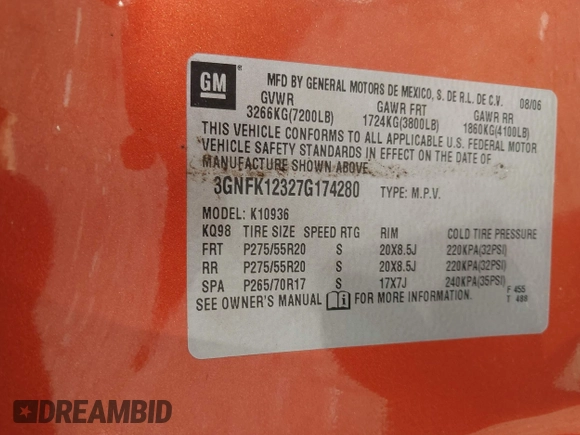 GM ® MFD BY GENERAL MOTORS DE MEXICO, S. DE R.L. DE C.V. 08/06
GVWR GAWR FRT GAWR RR
3266KG(7200LB) 1724KG(3800LB) 1860KG(4100LB)
THIS VEHICLE CONFORMS TO ALL APPLICABLE U.S. FEDERAL MOTOR
VEHICLE SAFETY STANDARDS IN EFFECT ON THE DATE OF
MANUFACTURE SHOWN ABOVE
3GNFK12327G174280 TYPE: M.P.V.
MODEL: K10936
KQ98 TIRE SIZE SPEED RTG RIM COLD TIRE PRESSURE
FRT P275/55R20 S 20X8.5J 220KPA(32PSI)
RR P275/55R20 S 20X8.5J 220KPA(32PSI)
SPA P265/70R17 S 17X7J 240KPA(35PSI)
SEE OWNER'S MANUAL FOR MORE INFORMATION.
F 455
T 488
DREAMBID